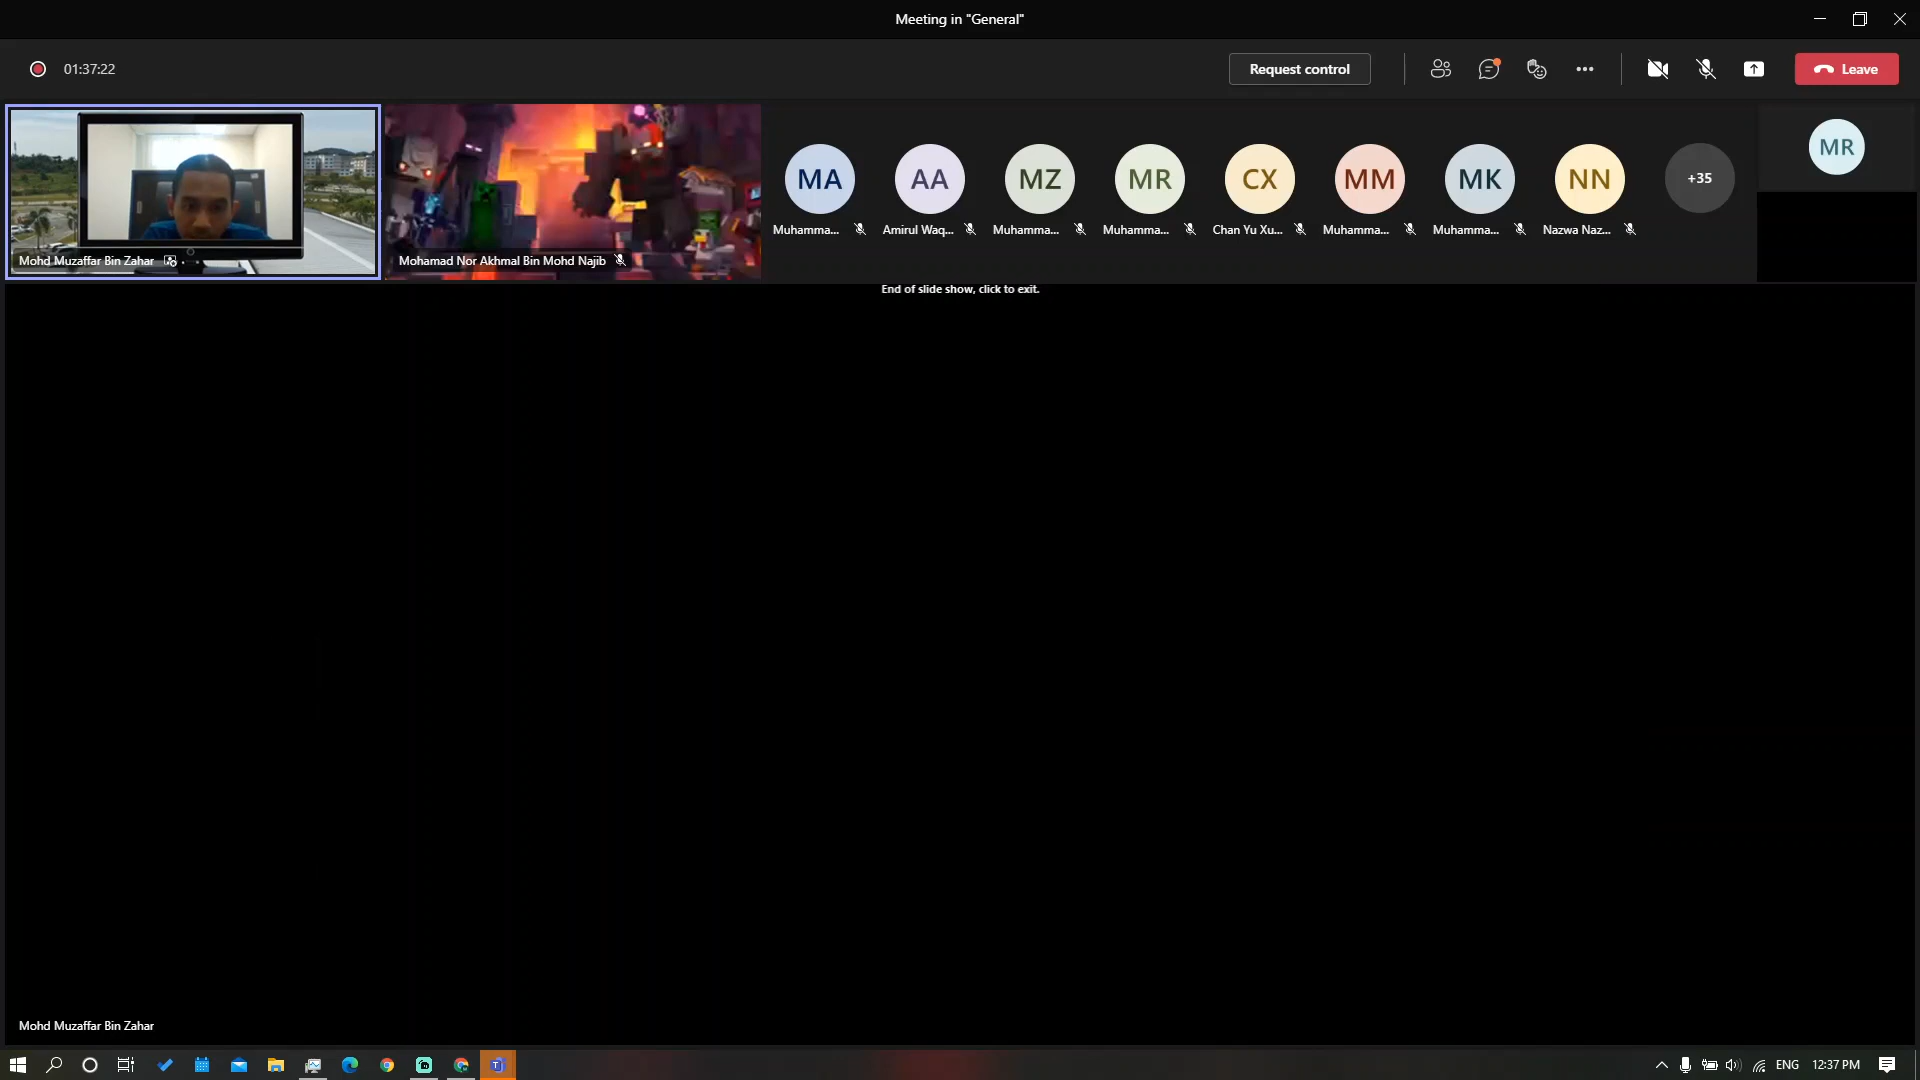 Meeting in "General"
01:37:22
Request control
Leave
Mohd Muzaffar Bin Zahar
Mohamad Nor Akhmal Bin Mohd Najib
MA
Muhamma...
AA
Amirul Waq...
MZ
Muhamma...
MR
Muhamma...
CX
Chan Yu Xu...
MM
Muhamma...
MK
Muhamma...
NN
Nazwa Naz...
+35
MR
End of slide show, click to exit.
Mohd Muzaffar Bin Zahar
ENG
12:37 PM